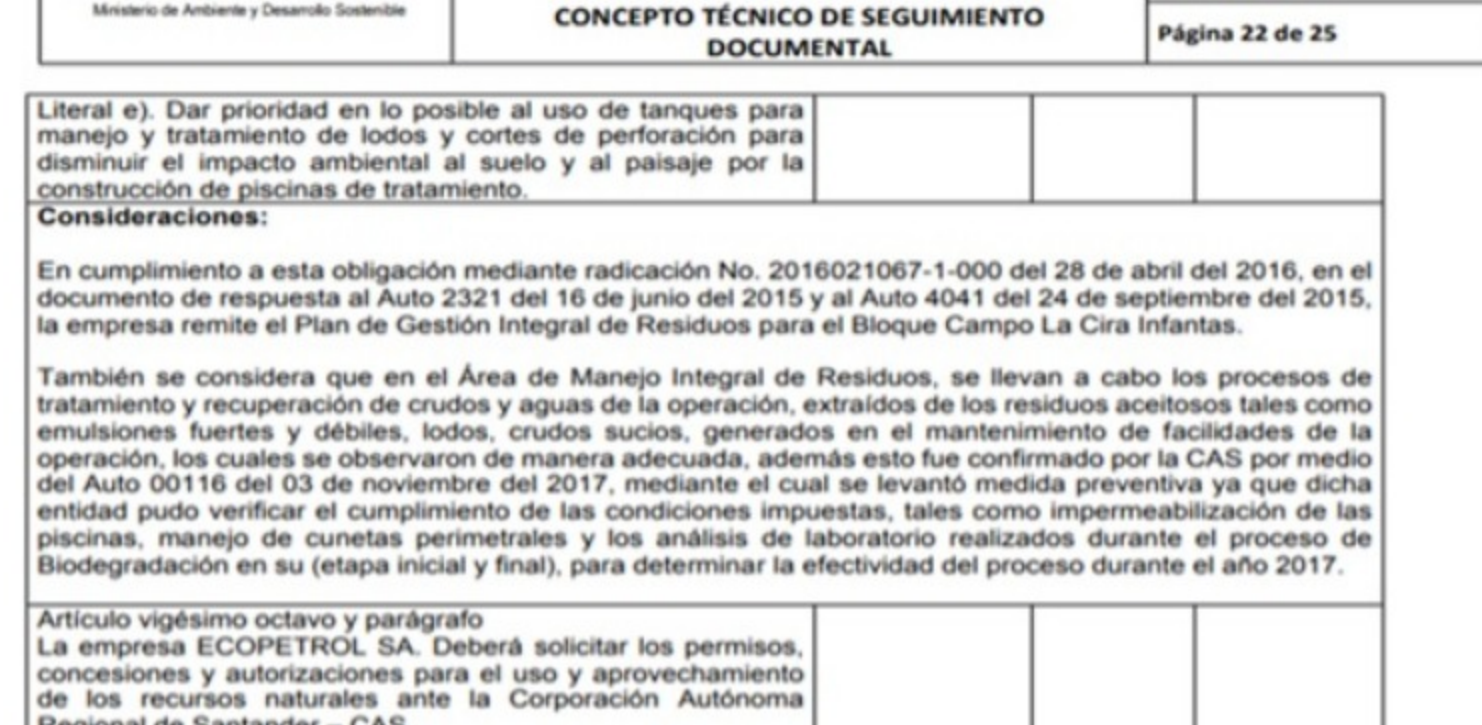 Ministerio de Ambiente y Desarrollo Sostenible
CONCEPTO TÉCNICO DE SEGUIMIENTO
DOCUMENTAL
Página 22 de 25
Literal e). Dar prioridad en lo posible al uso de tanques para
manejo y tratamiento de lodos y cortes de perforación para
disminuir el impacto ambiental al suelo y al paisaje por la
construcción de piscinas de tratamiento.
Consideraciones:
En cumplimiento a esta obligación mediante radicación No. 2016021067-1-000 del 28 de abril del 2016, en el
documento de respuesta al Auto 2321 del 16 de junio del 2015 y al Auto 4041 del 24 de septiembre del 2015,
la empresa remite el Plan de Gestión Integral de Residuos para el Bloque Campo La Cira Infantas.
También se considera que en el Área de Manejo Integral de Residuos, se llevan a cabo los procesos de
tratamiento y recuperación de crudos y aguas de la operación, extraídos de los residuos aceitosos tales como
emulsiones fuertes y débiles, lodos, crudos sucios, generados en el mantenimiento de facilidades de la
operación, los cuales se observaron de manera adecuada, además esto fue confirmado por la CAS por medio
del Auto 00116 del 03 de noviembre del 2017, mediante el cual se levantó medida preventiva ya que dicha
entidad pudo verificar el cumplimiento de las condiciones impuestas, tales como impermeabilización de las
piscinas, manejo de cunetas perimetrales y los análisis de laboratorio realizados durante el proceso de
Biodegradación en su (etapa inicial y final), para determinar la efectividad del proceso durante el año 2017.
Artículo vigésimo octavo y parágrafo
La empresa ECOPETROL SA. Deberá solicitar los permisos,
concesiones y autorizaciones para el uso y aprovechamiento
de los recursos naturales ante la Corporación Autónoma
Regional de Santander – CAS